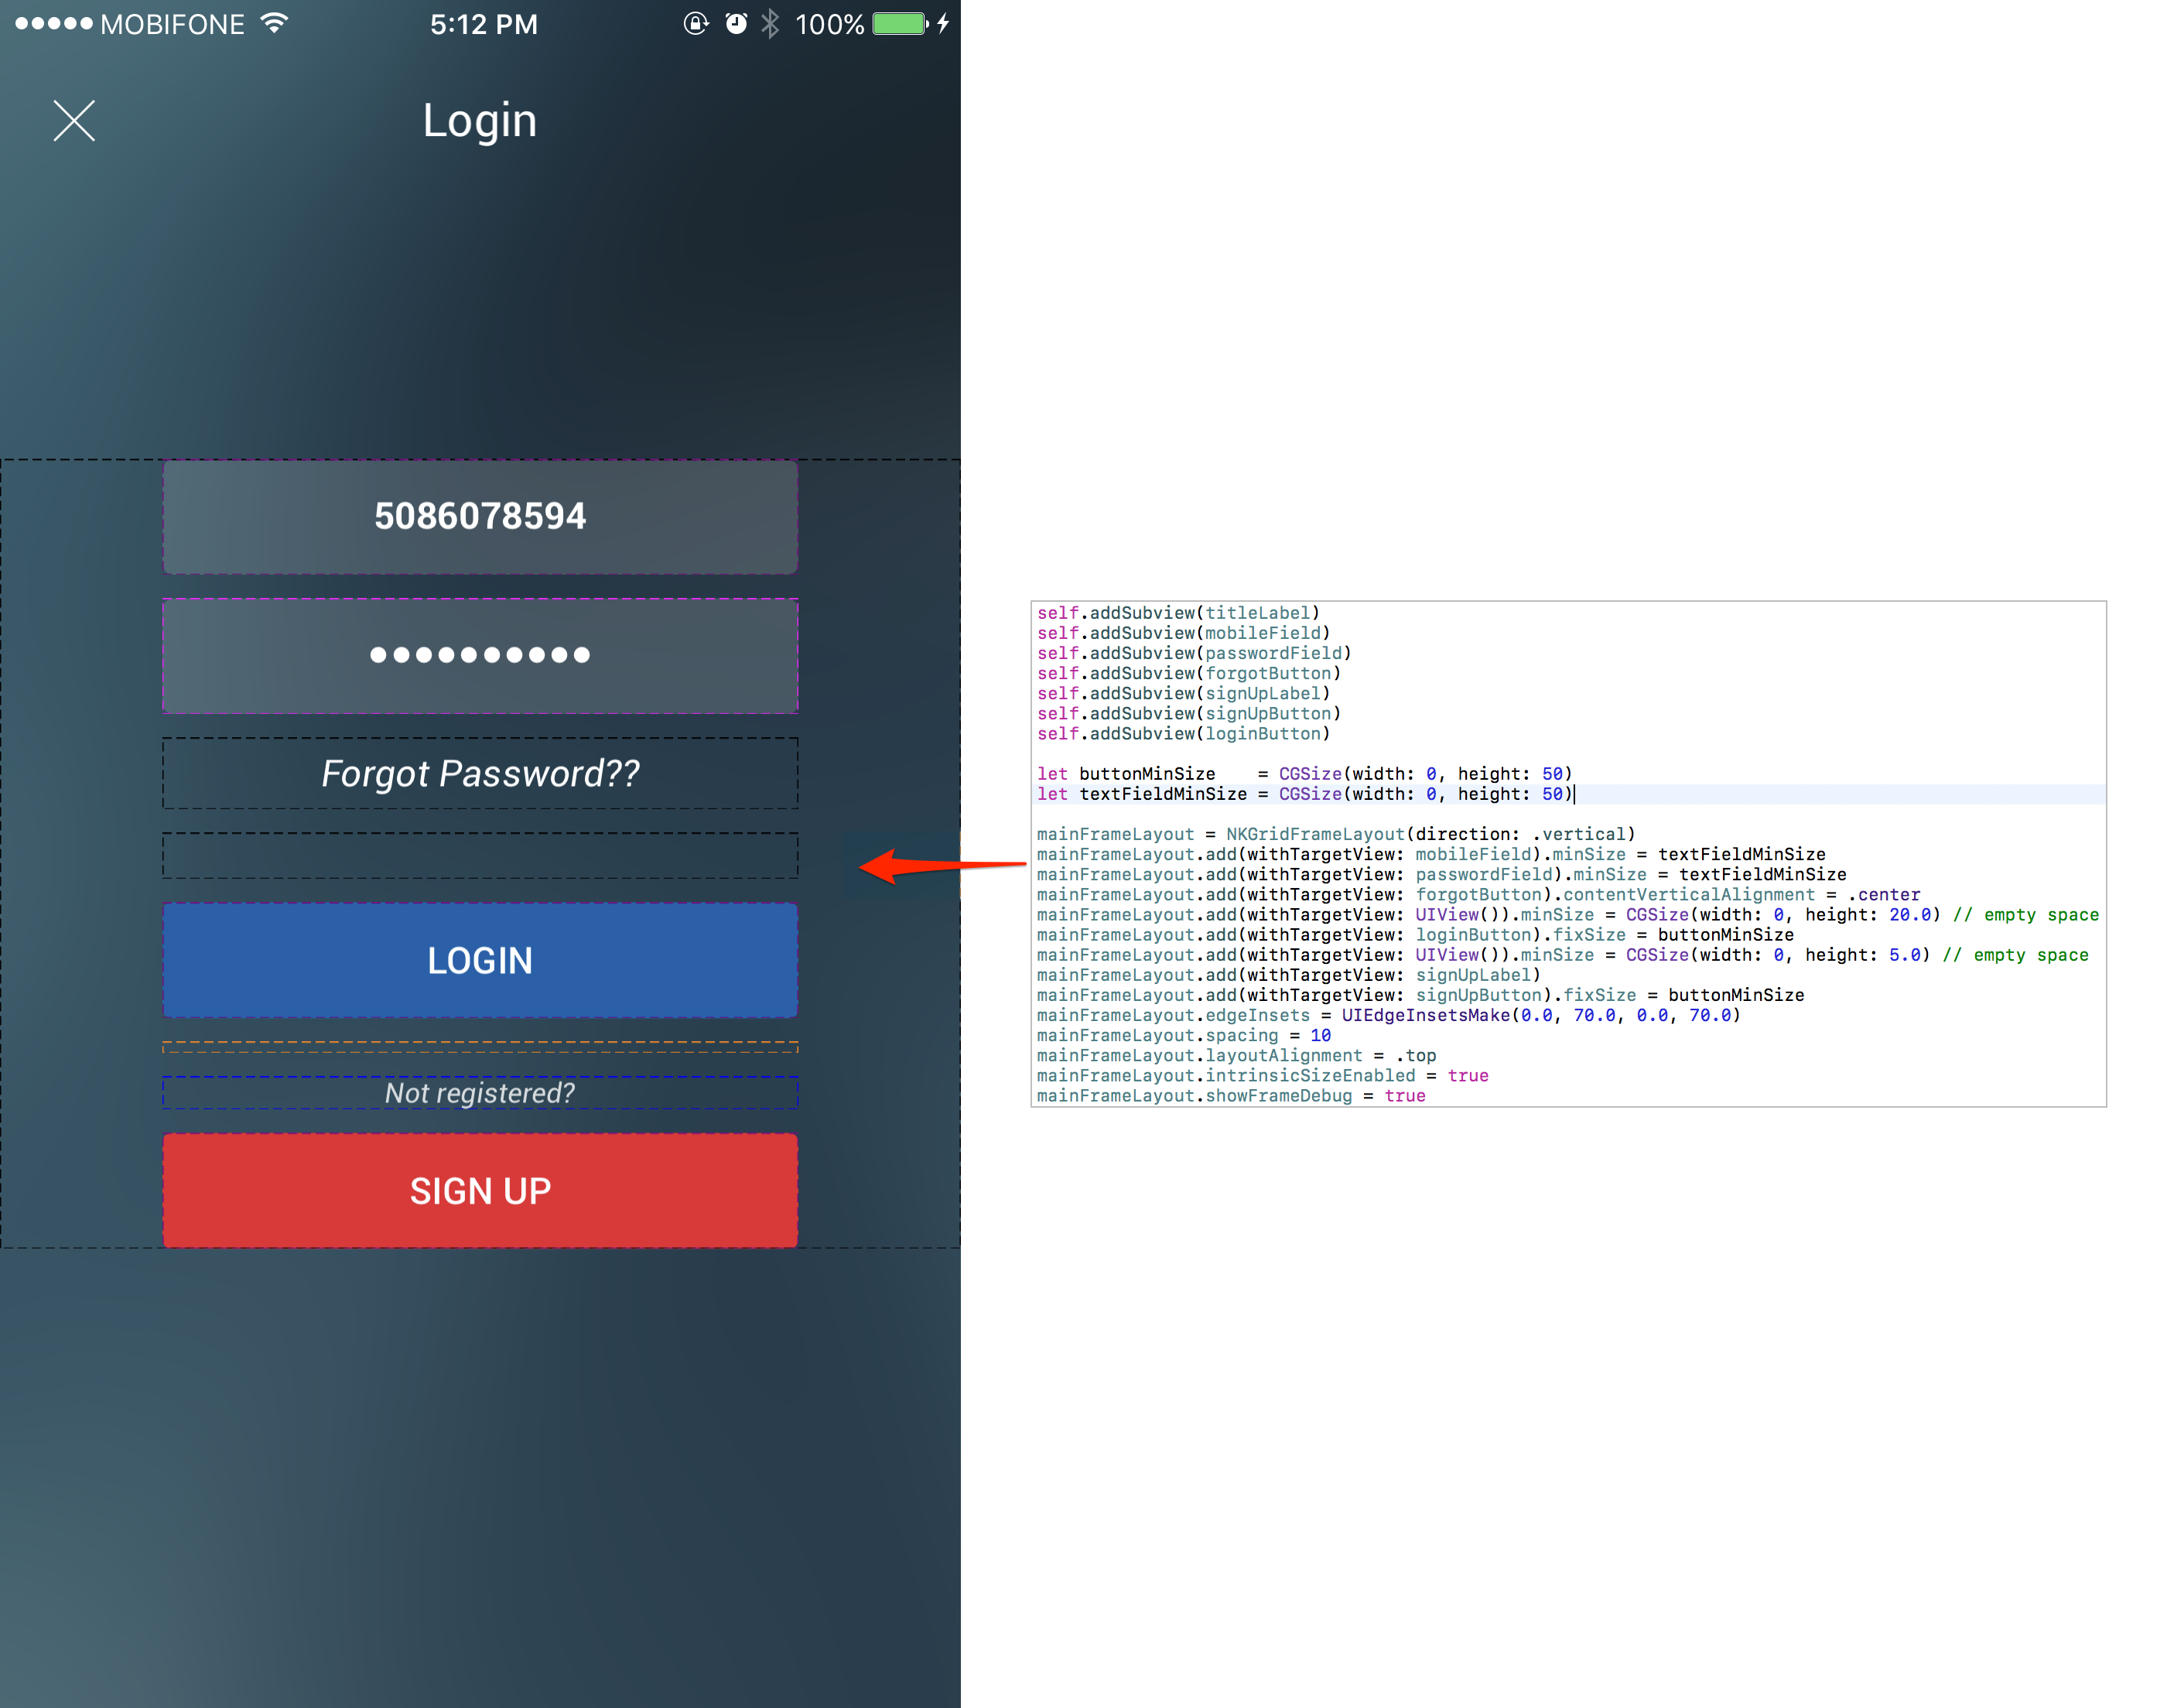 MOBIFONE 5:12 PM 100%
Login
5086078594
••••••••••
Forgot Password??
LOGIN
Not registered?
SIGN UP
self.addSubview(titleLabel)
self.addSubview(mobileField)
self.addSubview(passwordField)
self.addSubview(forgotButton)
self.addSubview(signUpLabel)
self.addSubview(signUpButton)
self.addSubview(loginButton)
let buttonMinSize    = CGSize(width: 0, height: 50)
let textFieldMinSize = CGSize(width: 0, height: 50)
mainFrameLayout = NKGridFrameLayout(direction: .vertical)
mainFrameLayout.add(withTargetView: mobileField).minSize = textFieldMinSize
mainFrameLayout.add(withTargetView: passwordField).minSize = textFieldMinSize
mainFrameLayout.add(withTargetView: forgotButton).contentVerticalAlignment = .center
mainFrameLayout.add(withTargetView: UIView()).minSize = CGSize(width: 0, height: 20.0) // empty space
mainFrameLayout.add(withTargetView: loginButton).fixSize = buttonMinSize
mainFrameLayout.add(withTargetView: UIView()).minSize = CGSize(width: 0, height: 5.0) // empty space
mainFrameLayout.add(withTargetView: signUpLabel)
mainFrameLayout.add(withTargetView: signUpButton).fixSize = buttonMinSize
mainFrameLayout.edgeInsets = UIEdgeInsetsMake(0.0, 70.0, 0.0, 70.0)
mainFrameLayout.spacing = 10
mainFrameLayout.layoutAlignment = .top
mainFrameLayout.intrinsicSizeEnabled = true
mainFrameLayout.showFrameDebug = true